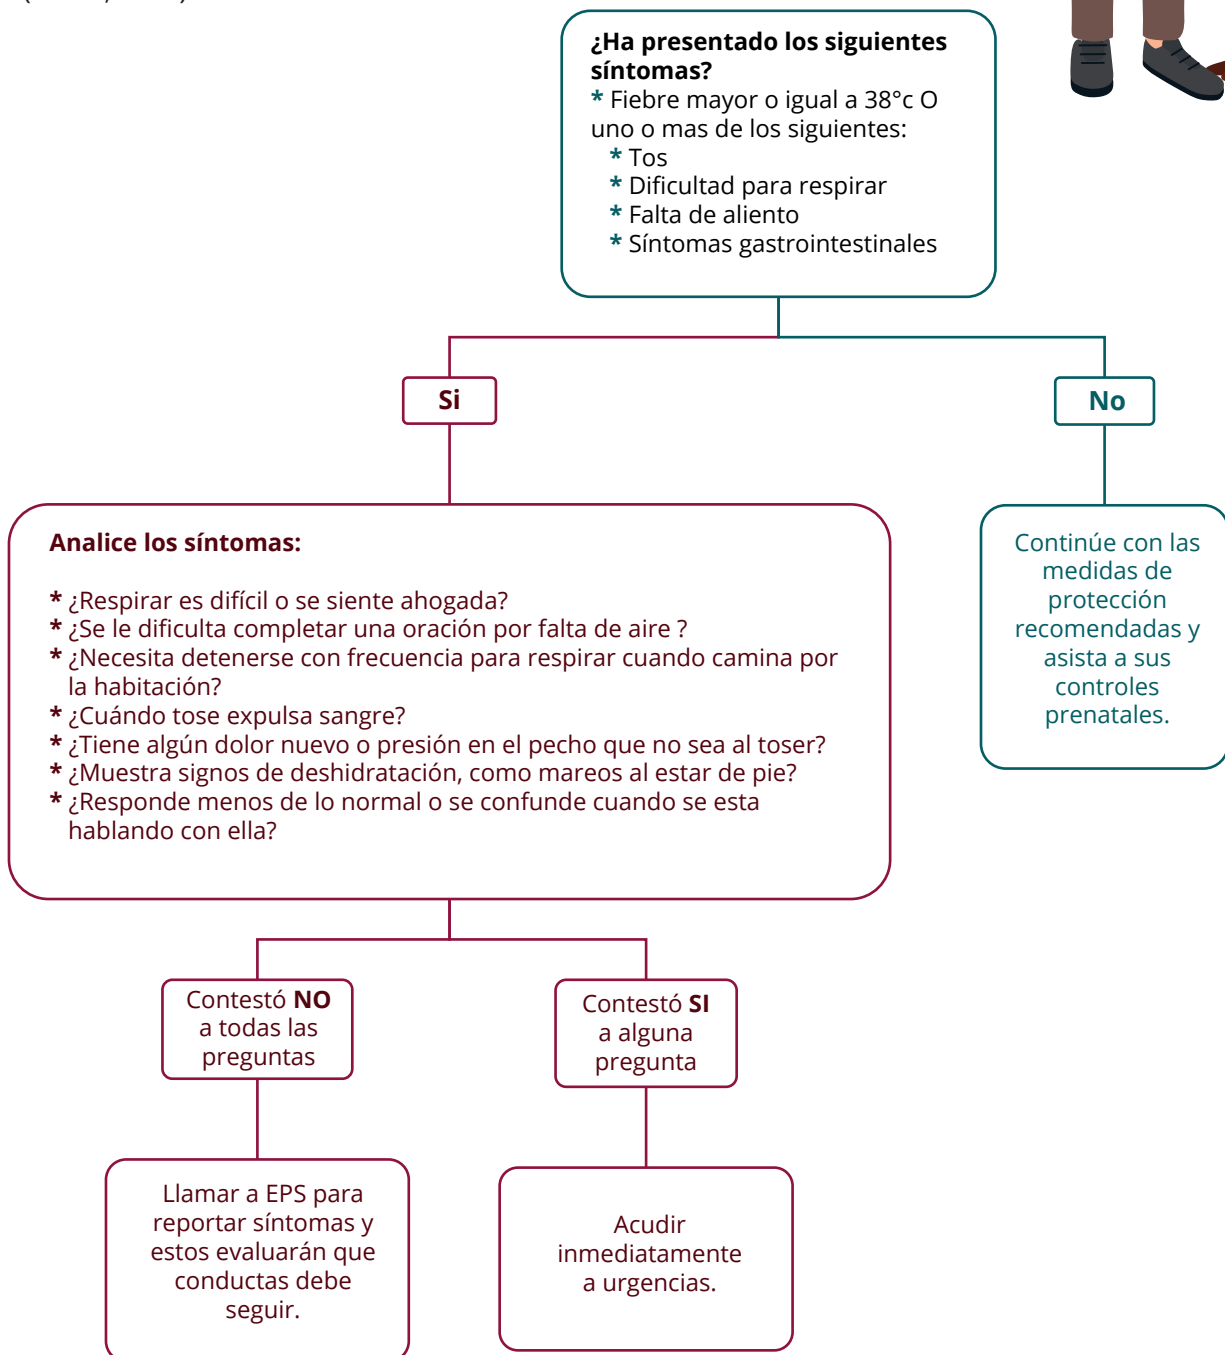 ¿Ha presentado los siguientes
síntomas?
* Fiebre mayor o igual a 38°c O
uno o mas de los siguientes:
* Tos
* Dificultad para respirar
* Falta de aliento
* Síntomas gastrointestinales
Si
No
Analice los síntomas:
* ¿Respirar es difícil o se siente ahogada?
* ¿Se le dificulta completar una oración por falta de aire ?
* ¿Necesita detenerse con frecuencia para respirar cuando camina por
la habitación?
* ¿Cuándo tose expulsa sangre?
* ¿Tiene algún dolor nuevo o presión en el pecho que no sea al toser?
* ¿Muestra signos de deshidratación, como mareos al estar de pie?
* ¿Responde menos de lo normal o se confunde cuando se esta
hablando con ella?
Continúe con las
medidas de
protección
recomendadas y
asista a sus
controles
prenatales.
Contestó NO
a todas las
preguntas
Contestó SI
a alguna
pregunta
Llamar a EPS para
reportar síntomas y
estos evaluarán que
conductas debe
seguir.
Acudir
inmediatamente
a urgencias.